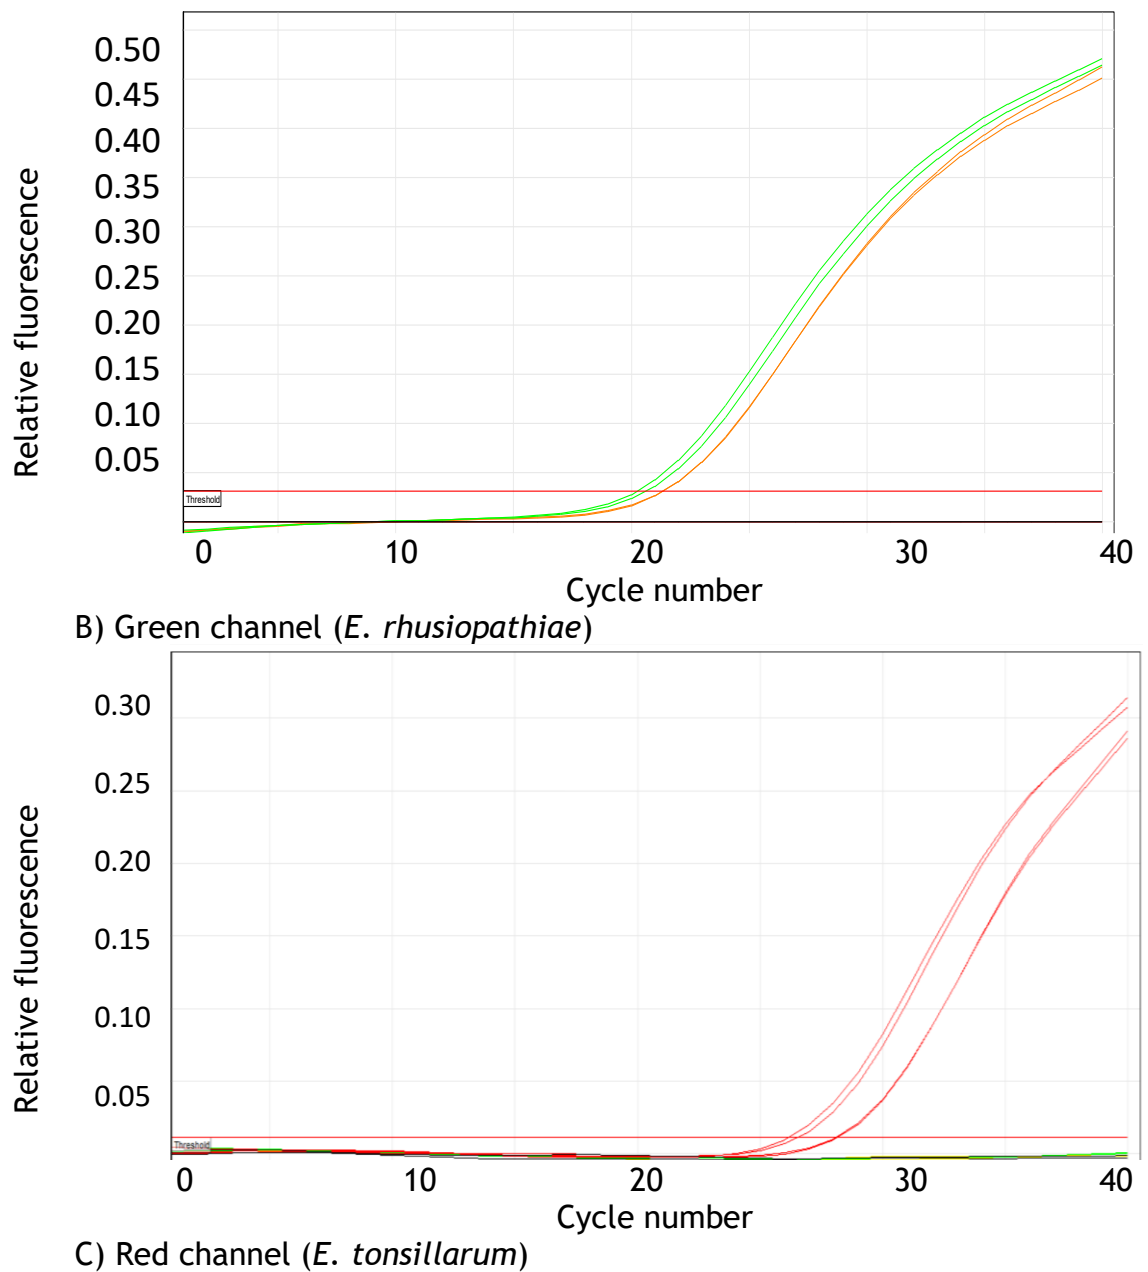 0.50
0.45
0.40
0.35
0.30
0.25
0.20
0.15
0.10
0.05
Relative fluorescence
Threshold
0 10 20 30 40
Cycle number
B) Green channel (E. rhusiopathiae)
0.30
0.25
0.20
0.15
0.10
0.05
Relative fluorescence
Threshold
0 10 20 30 40
Cycle number
C) Red channel (E. tonsillarum)